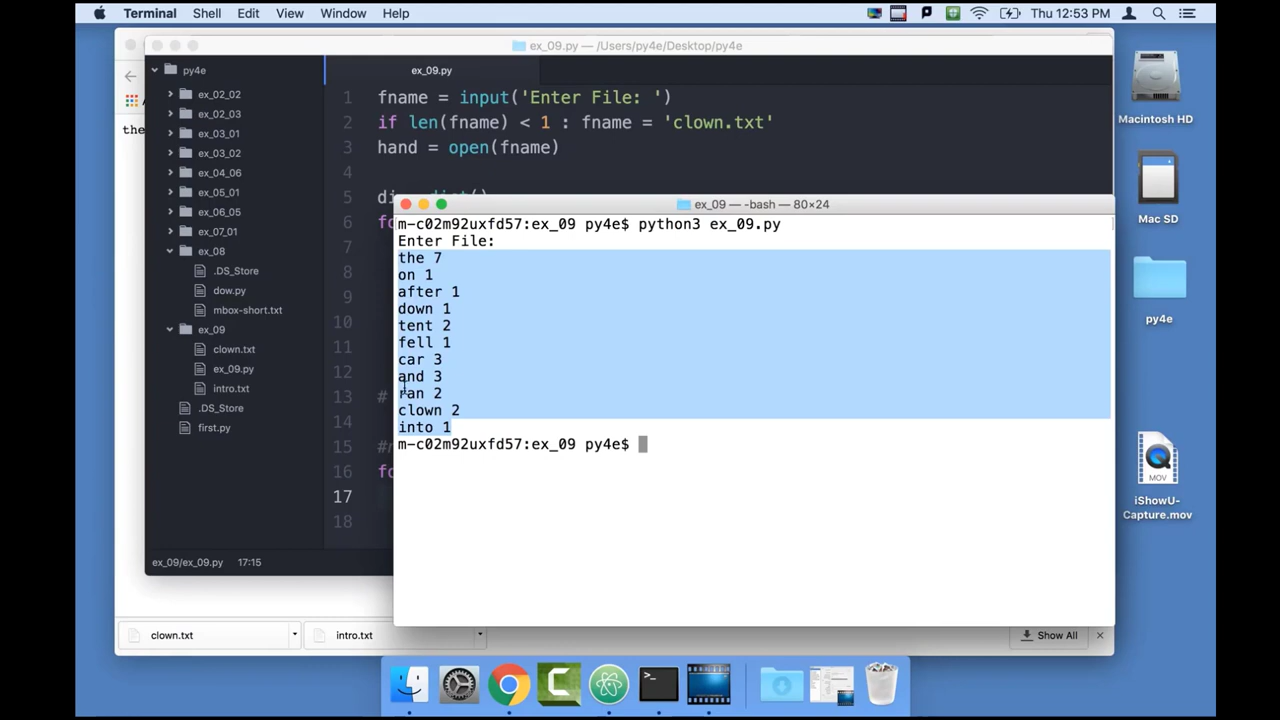 Terminal Shell Edit View Window Help Thu 12:53 PM
ex_09.py — /Users/py4e/Desktop/py4e
py4e
ex_02_02
ex_02_03
ex_03_01
ex_03_02
ex_04_06
ex_05_01
ex_06_05
ex_07_01
ex_08
.DS_Store
dow.py
mbox-short.txt
ex_09
clown.txt
ex_09.py
intro.txt
.DS_Store
first.py
ex_09/ex_09.py 17:15
ex_09.py
1 fname = input('Enter File: ')
2 if len(fname) < 1 : fname = 'clown.txt'
3 hand = open(fname)
4
5
6
7
8
9
10
11
12
13 #
14
15
16
17
18
the
ex_09 — -bash — 80×24
m-c02m92uxfd57:ex_09 py4e$ python3 ex_09.py
Enter File:
the 7
on 1
after 1
down 1
tent 2
fell 1
car 3
and 3
ran 2
clown 2
into 1
m-c02m92uxfd57:ex_09 py4e$
clown.txt intro.txt Show All
Macintosh HD
Mac SD
py4e
MOV
iShowU-
Capture.mov